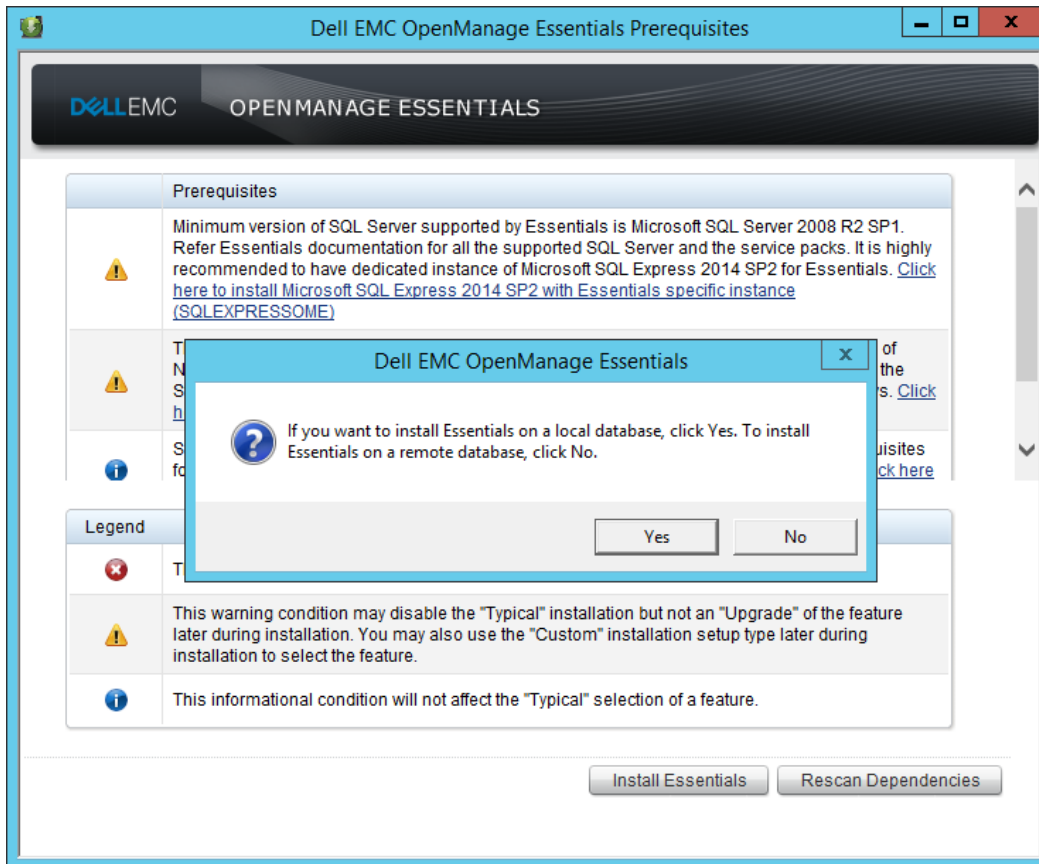 Dell EMC OpenManage Essentials Prerequisites
DELLEMC OPENMANAGE ESSENTIALS
Prerequisites
Minimum version of SQL Server supported by Essentials is Microsoft SQL Server 2008 R2 SP1.
Refer Essentials documentation for all the supported SQL Server and the service packs. It is highly
recommended to have dedicated instance of Microsoft SQL Express 2014 SP2 for Essentials. Click
here to install Microsoft SQL Express 2014 SP2 with Essentials specific instance
(SQLEXPRESSOME)
of
the
Click
ck here
Dell EMC OpenManage Essentials
If you want to install Essentials on a local database, click Yes. To install
Essentials on a remote database, click No.
Yes No
Legend
This warning condition may disable the "Typical" installation but not an "Upgrade" of the feature
later during installation. You may also use the "Custom" installation setup type later during
installation to select the feature.
This informational condition will not affect the "Typical" selection of a feature.
Install Essentials Rescan Dependencies